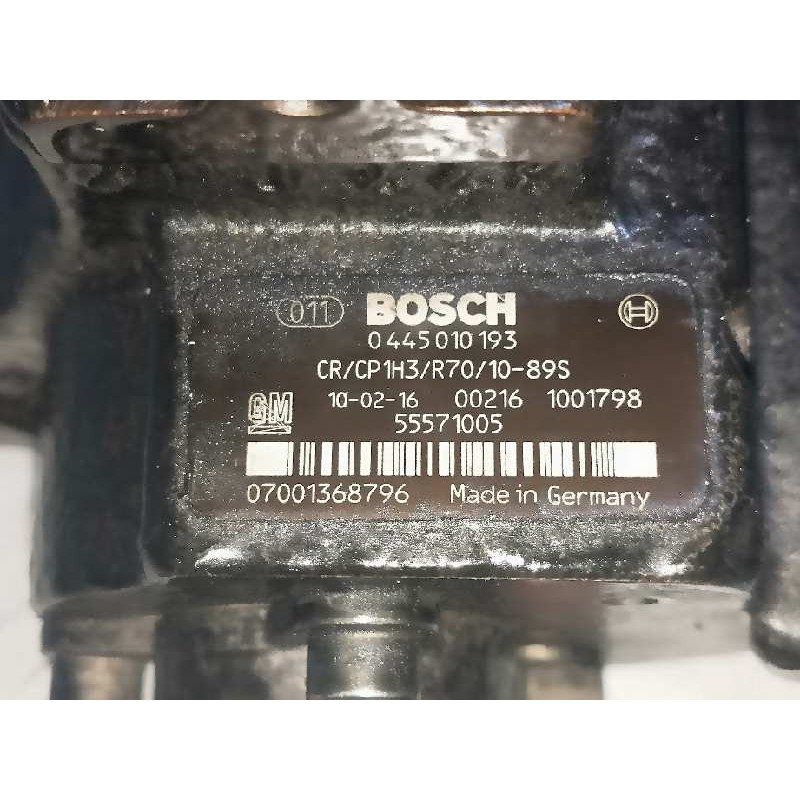 011 BOSCH
0 445 010 193
CR/CP1H3/R70/10-89S
GM 10-02-16 00216 1001798
55571005
07001368796 Made in Germany